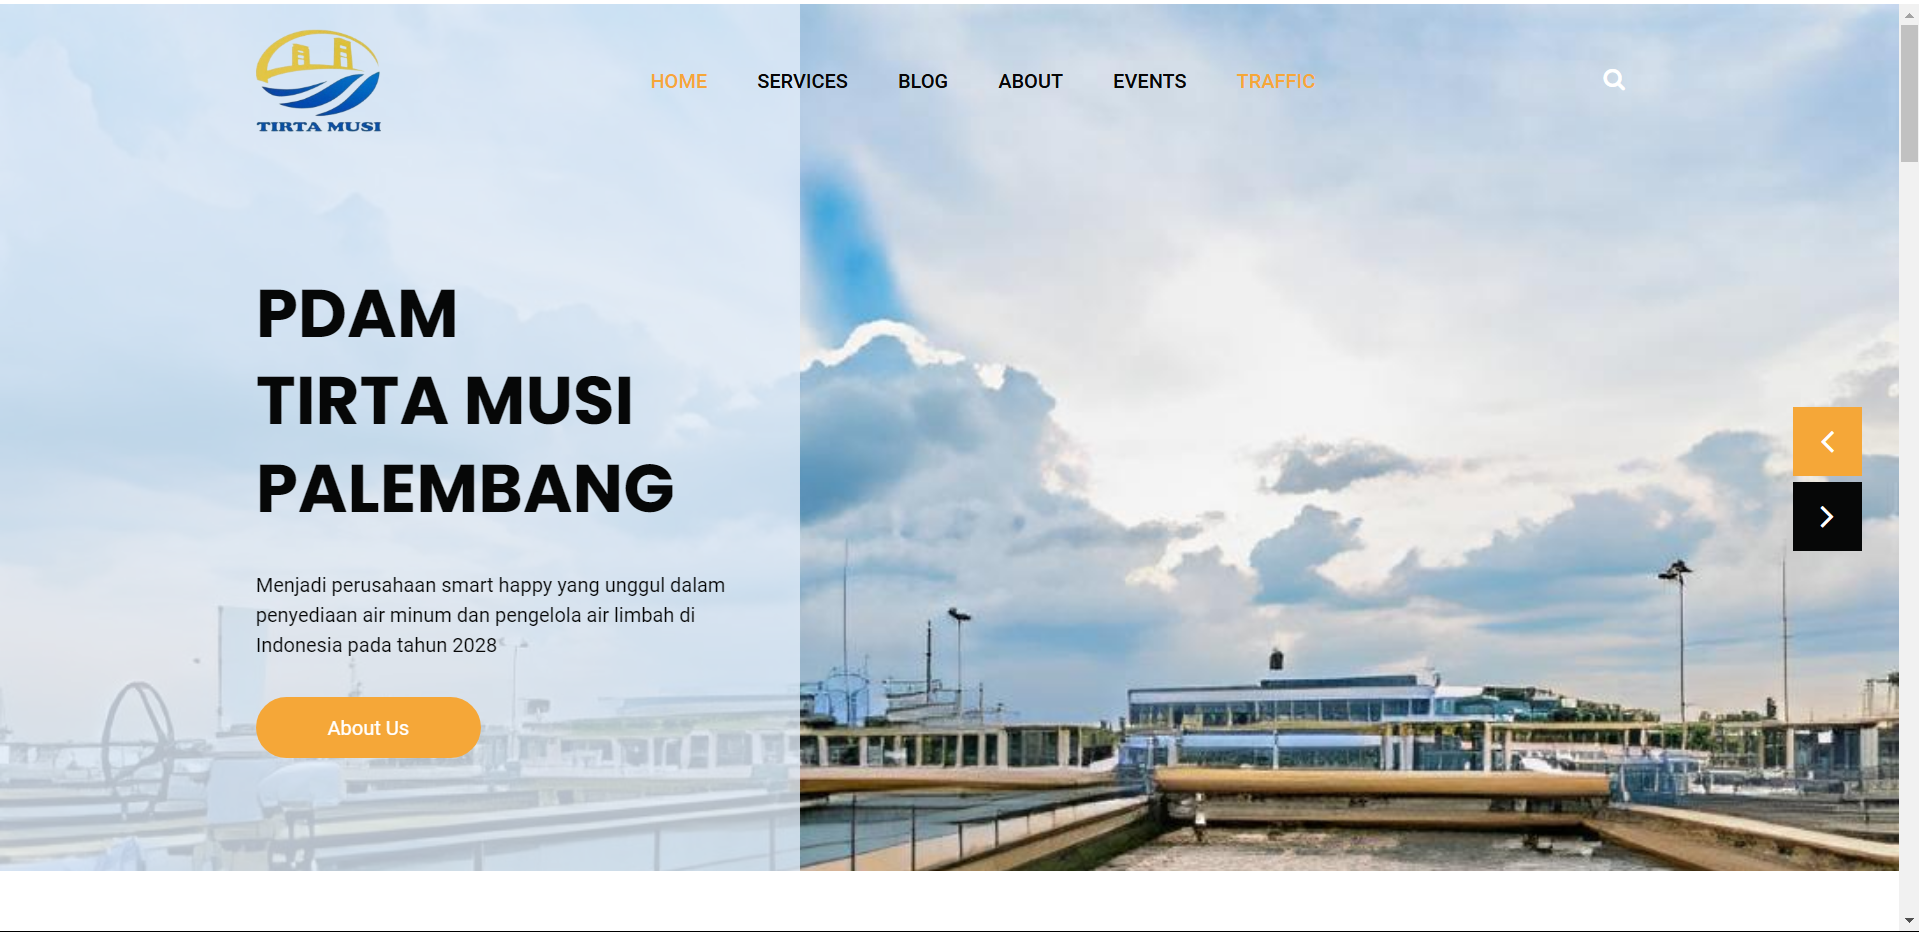 TIRTA MUSI
HOME SERVICES BLOG ABOUT EVENTS TRAFFIC
PDAM
TIRTA MUSI
PALEMBANG
Menjadi perusahaan smart happy yang unggul dalam
penyediaan air minum dan pengelola air limbah di
Indonesia pada tahun 2028
About Us